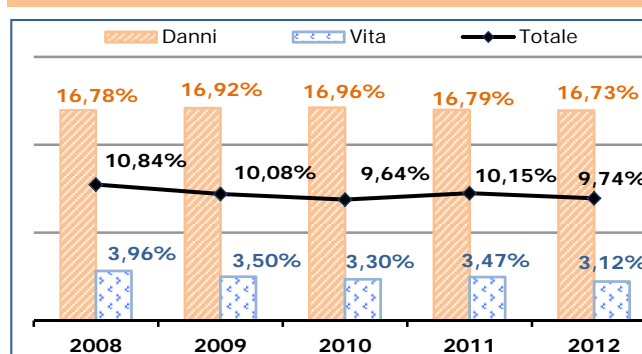 Danni Vita Totale
16,78% 16,92% 16,96% 16,79% 16,73%
10,84% 10,08% 9,64% 10,15% 9,74%
3,96% 3,50% 3,30% 3,47% 3,12%
2008 2009 2010 2011 2012